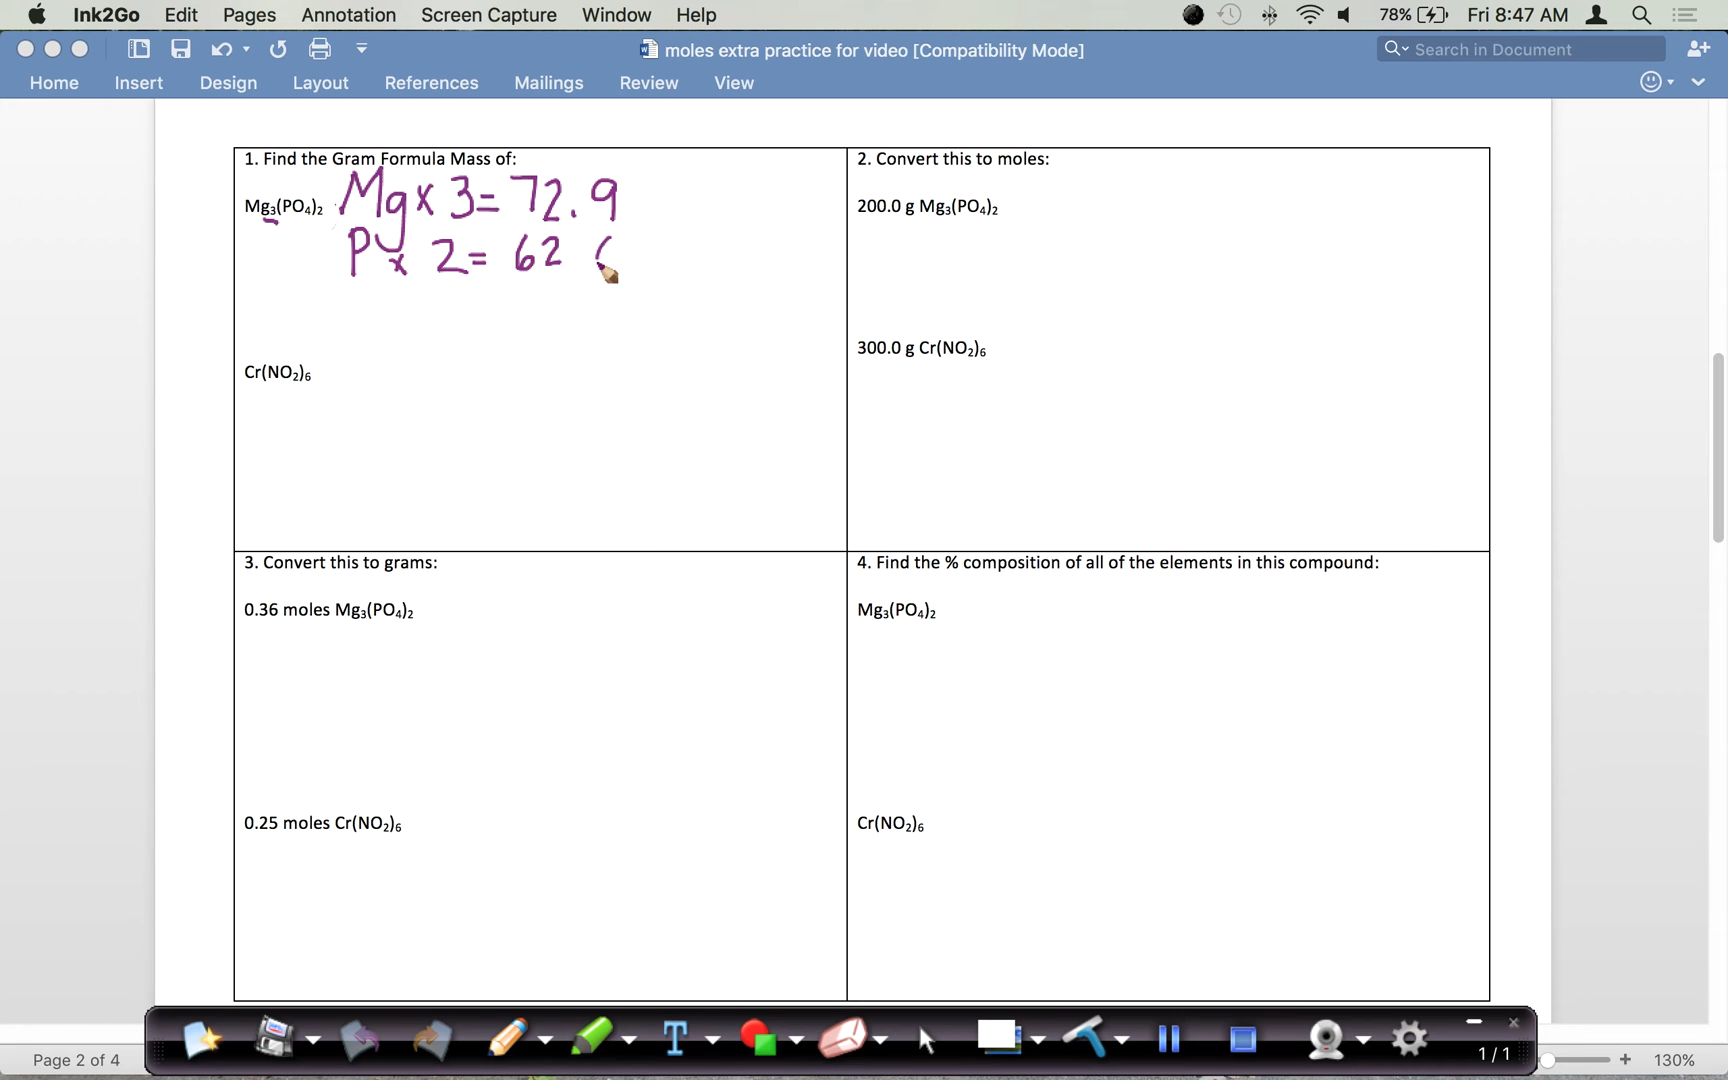 Ink2Go Edit Pages Annotation Screen Capture Window Help 78% Fri 8:47 AM
moles extra practice for video [Compatibility Mode] Search in Document
Home Insert Design Layout References Mailings Review View
1. Find the Gram Formula Mass of:
Mg₃(PO₄)₂ Mg x 3 = 72.9
P x 2 = 62
Cr(NO₂)₆
2. Convert this to moles:
200.0 g Mg₃(PO₄)₂
300.0 g Cr(NO₂)₆
3. Convert this to grams:
0.36 moles Mg₃(PO₄)₂
0.25 moles Cr(NO₂)₆
4. Find the % composition of all of the elements in this compound:
Mg₃(PO₄)₂
Cr(NO₂)₆
T
1/1
Page 2 of 4 130%